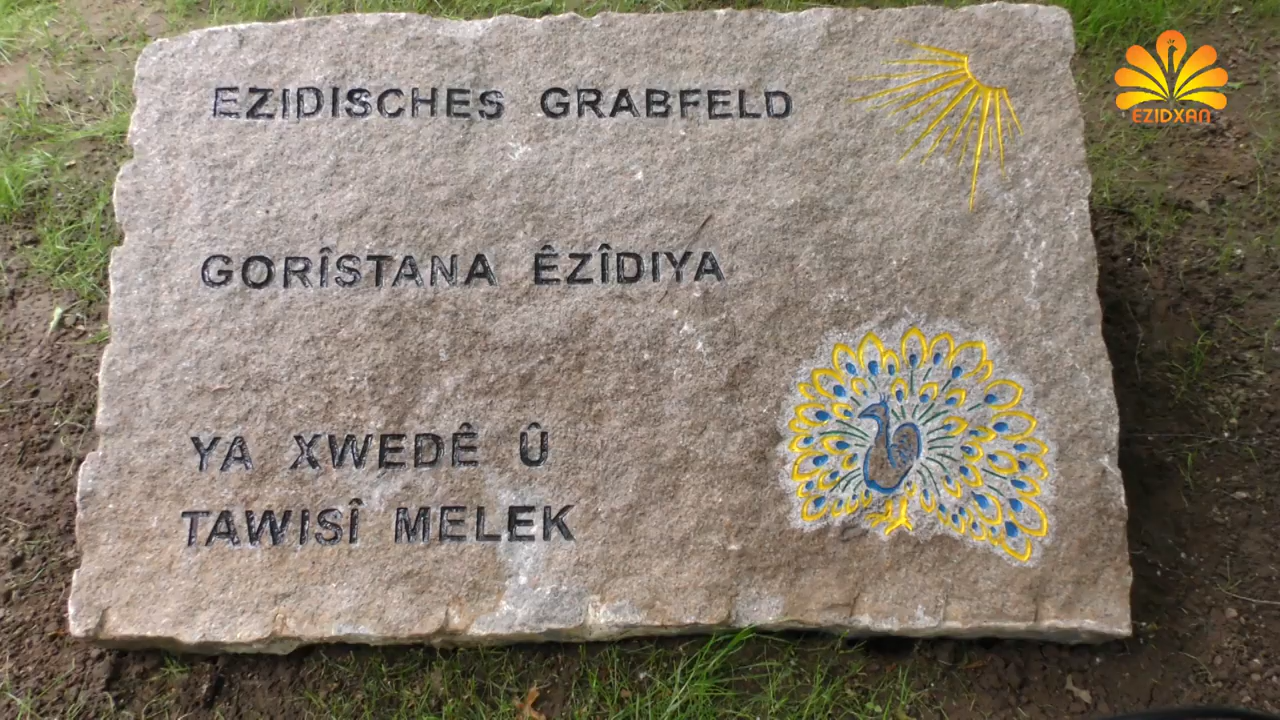 EZIDISCHES GRABFELD
GORÎSTANA ÊZÎDIYA
YA XWEDÊ Û
TAWISÎ MELEK
EZIDXAN